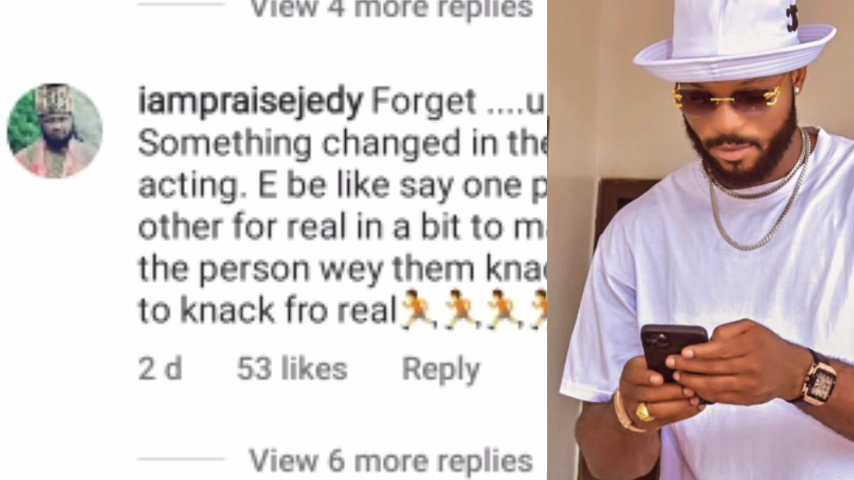 View 4 more replies
iampraisejedy Forget ....u
Something changed in the
acting. E be like say one p
other for real in a bit to m
the person wey them knac
to knack fro real🏃🏃🏃🏃
2 d 53 likes Reply
View 6 more replies